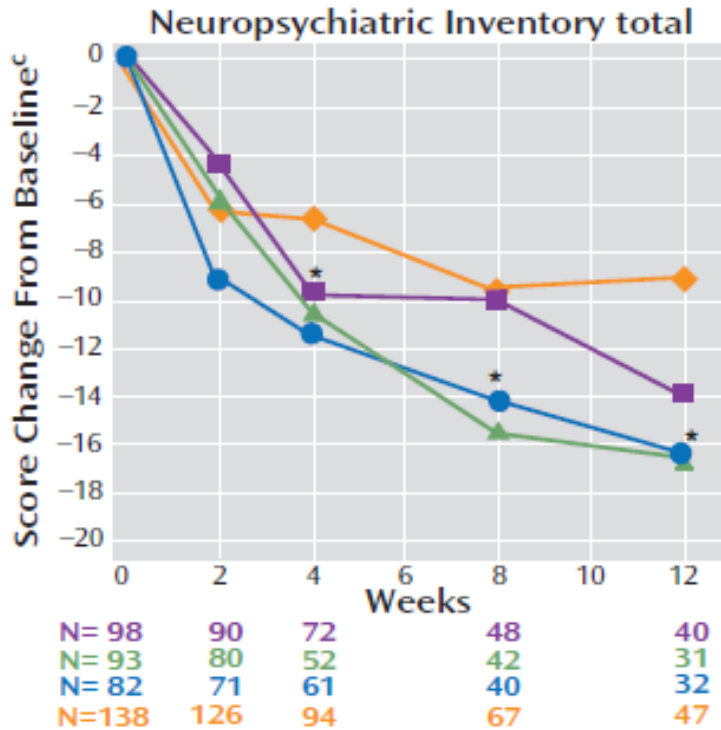 Neuropsychiatric Inventory total
Score Change From Baselineᶜ
0
−2
−4
−6
−8
−10
−12
−14
−16
−18
−20
*
*
*
0 2 4 6 8 10 12
Weeks
N= 98 90 72 48 40
N= 93 80 52 42 31
N= 82 71 61 40 32
N=138 126 94 67 47